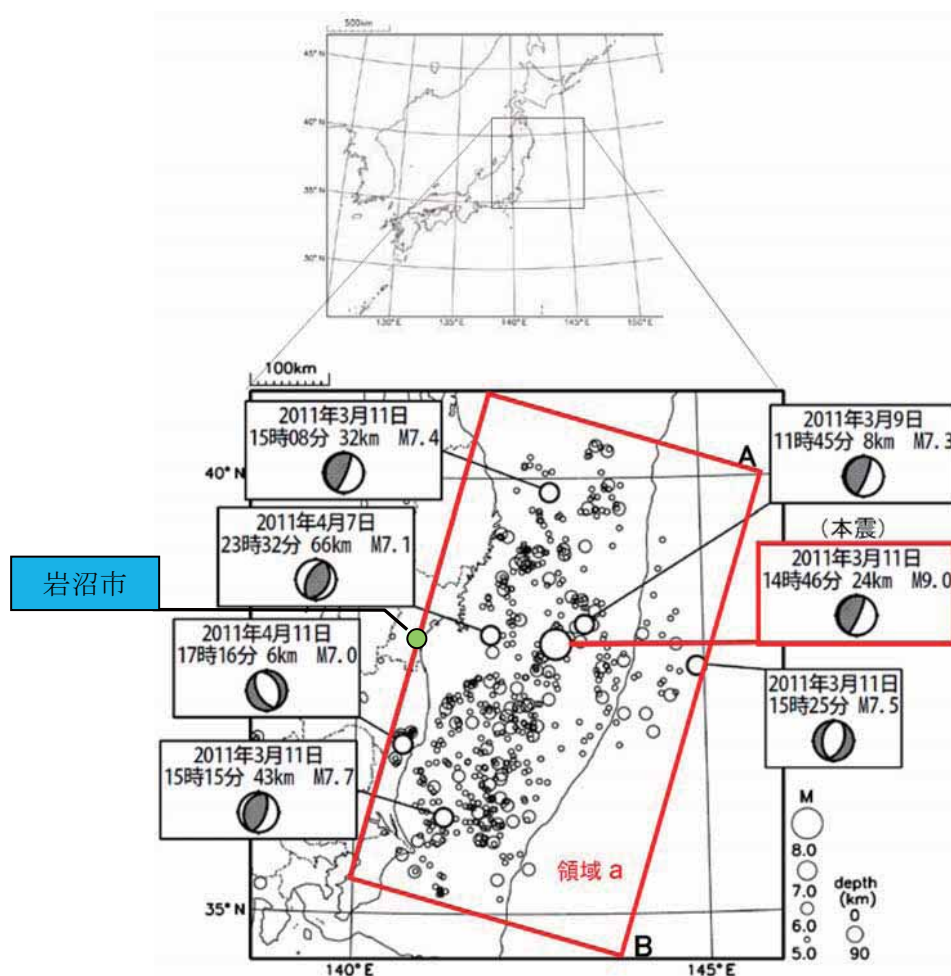 500km
45° N
40° N
35° N
30° N
130°E
135°E
140°E
145°E
150°E
100km
2011年3月11日
15時08分 32km M7.4
2011年3月9日
11時45分 8km M7.3
A
40° N
（本震）
2011年4月7日
23時32分 66km M7.1
2011年3月11日
14時46分 24km M9.0
岩沼市
2011年4月11日
17時16分 6km M7.0
2011年3月11日
15時25分 M7.5
2011年3月11日
15時15分 43km M7.7
M
8.0
7.0
6.0
5.0
depth
(km)
0
90
領域 a
35° N
B
140°E
145°E